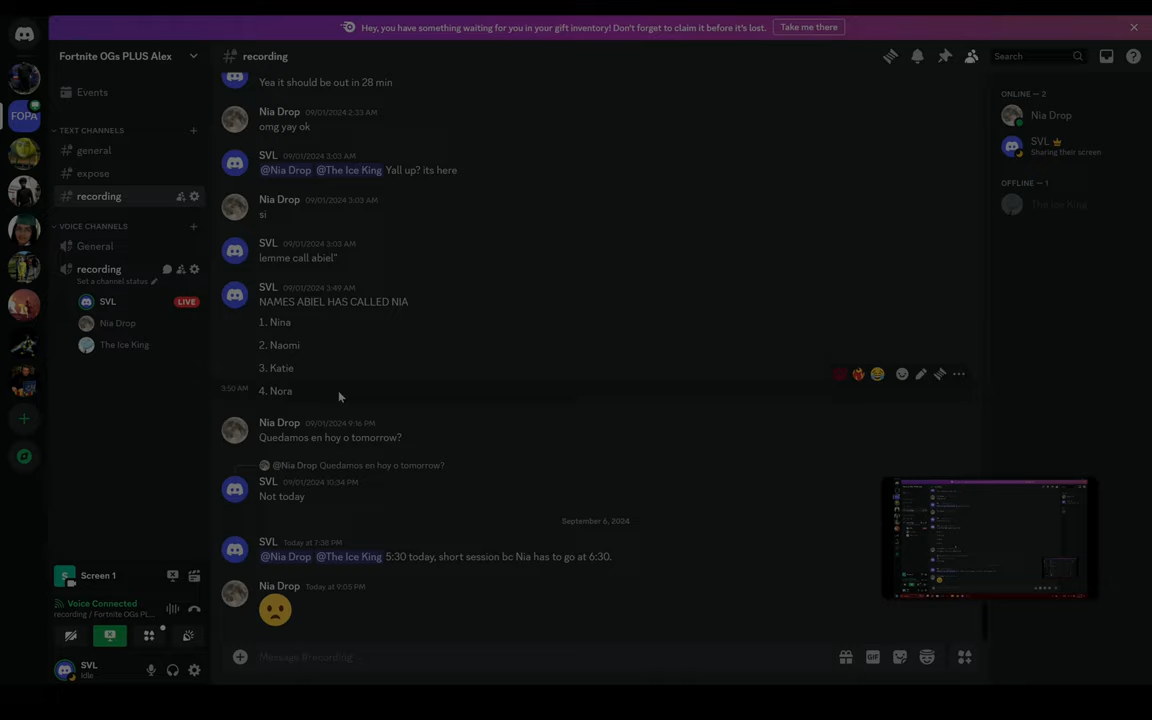 Hey, you have something waiting for you in your gift inventory! Don't forget to claim it before it's lost.
Take me there
Fortnite OGs PLUS Alex
Events
TEXT CHANNELS
general
expose
recording
VOICE CHANNELS
General
recording
Set a channel status
SVL
LIVE
Nia Drop
The Ice King
FOPA
Screen 1
Voice Connected
recording / Fortnite OGs PL...
SVL
Idle
recording
Search
Yea it should be out in 28 min
Nia Drop 09/01/2024 2:33 AM
omg yay ok
SVL 09/01/2024 3:03 AM
@Nia Drop @The Ice King Yall up? its here
Nia Drop 09/01/2024 3:03 AM
si
SVL 09/01/2024 3:03 AM
lemme call abiel"
SVL 09/01/2024 3:49 AM
NAMES ABIEL HAS CALLED NIA
1. Nina
2. Naomi
3. Katie
3:50 AM 4. Nora
Nia Drop 09/01/2024 9:16 PM
Quedamos en hoy o tomorrow?
@Nia Drop Quedamos en hoy o tomorrow?
SVL 09/01/2024 10:34 PM
Not today
September 6, 2024
SVL Today at 7:38 PM
@Nia Drop @The Ice King 5:30 today, short session bc Nia has to go at 6:30.
Nia Drop Today at 9:05 PM
Message #recording
GIF
ONLINE — 2
Nia Drop
SVL
Sharing their screen
OFFLINE — 1
The Ice King